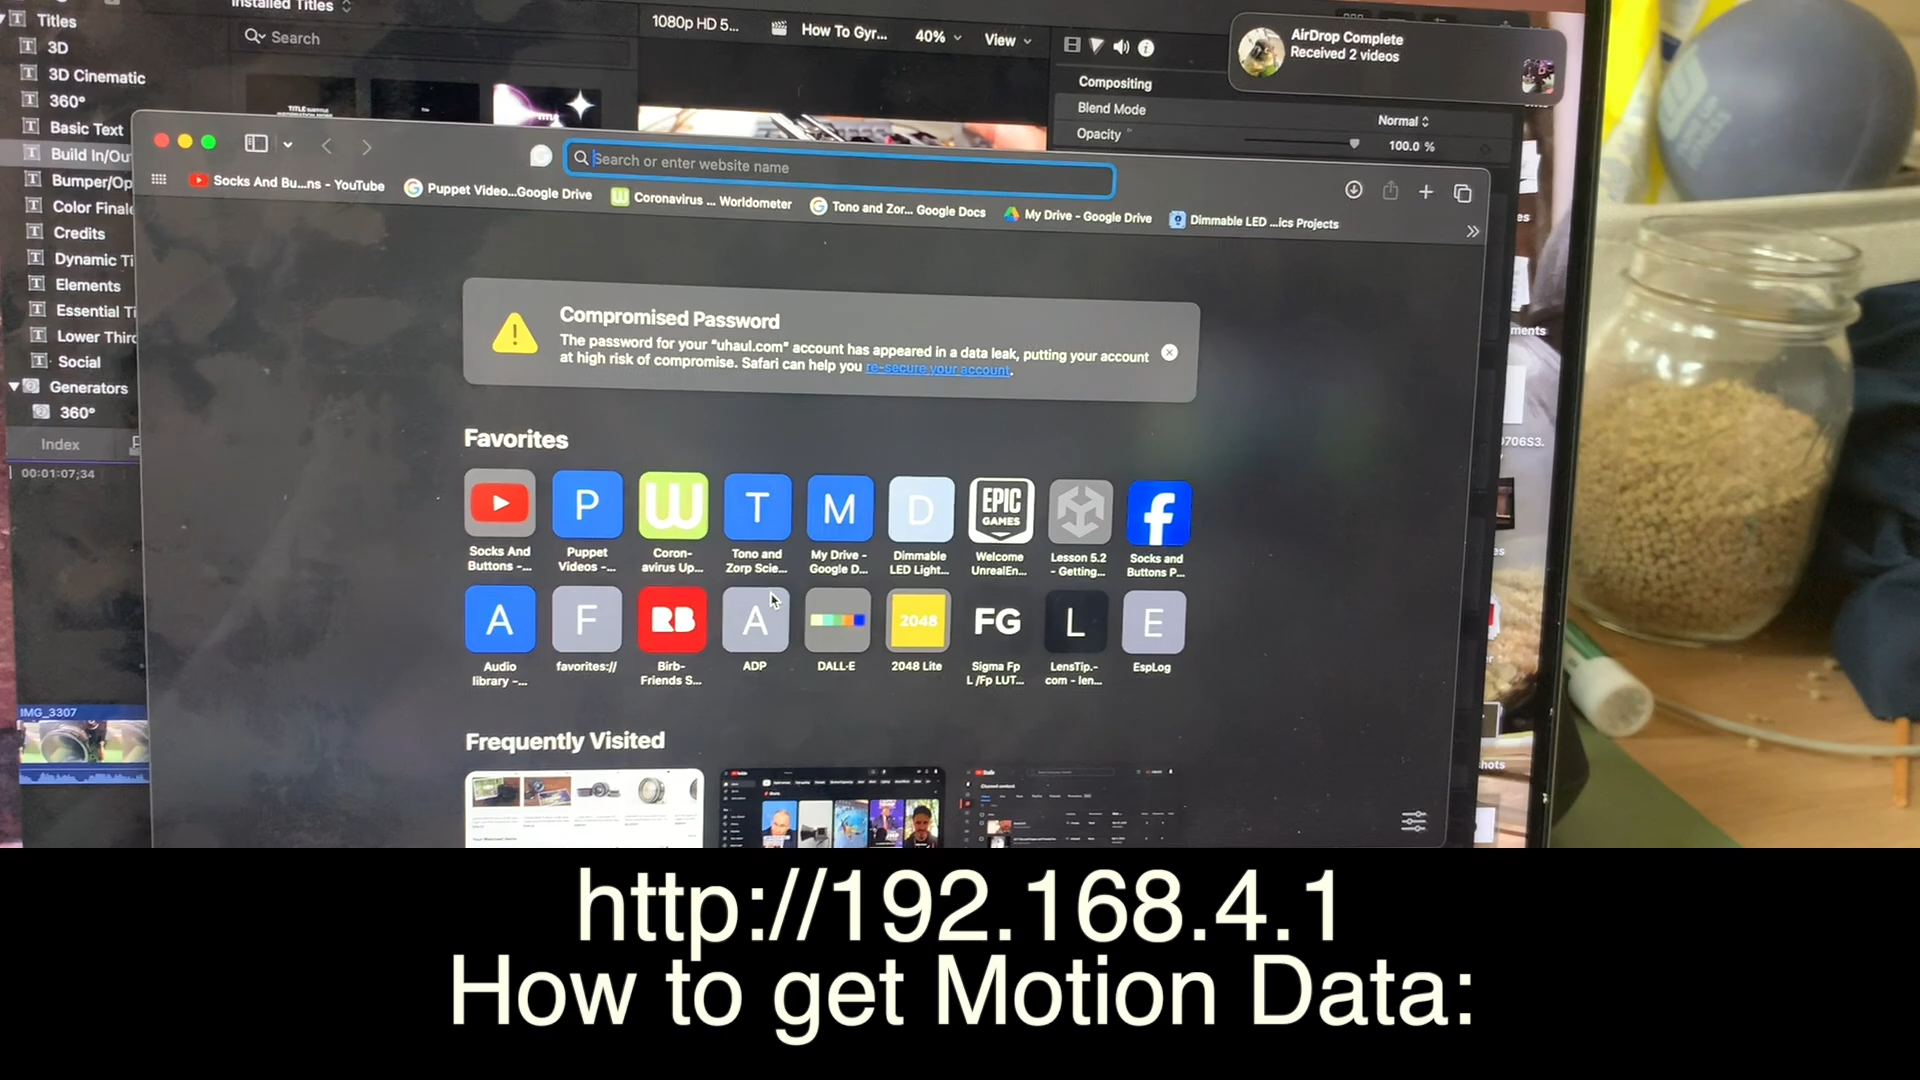 Installed Titles
Titles
3D
3D Cinematic
360°
Basic Text
Build In/Ou
Bumper/Op
Color Finale
Credits
Dynamic Ti
Elements
Essential Ti
Lower Third
Social
Generators
360°
Index
00:01:07;34
IMG_3307
Search
1080p HD 5...
How To Gyr...
40%
View
Compositing
Blend Mode
Normal
Opacity
100.0 %
AirDrop Complete
Received 2 videos
Search or enter website name
Socks And Bu...ns - YouTube
Puppet Video...Google Drive
Coronavirus ... Worldometer
Tono and Zor... Google Docs
My Drive - Google Drive
Dimmable LED ...ics Projects
Compromised Password
The password for your "uhaul.com" account has appeared in a data leak, putting your account
at high risk of compromise. Safari can help you re-secure your account.
Favorites
P
W
T
M
D
EPIC
GAMES
Socks And
Buttons -...
Puppet
Videos -...
Coron-
avirus Up...
Tono and
Zorp Scie...
My Drive -
Google D...
Dimmable
LED Light...
Welcome
UnrealEn...
Lesson 5.2
- Getting...
Socks and
Buttons P...
A
F
RB
A
2048
FG
L
E
Audio
library -...
favorites://
Birb-
Friends S...
ADP
DALL·E
2048 Lite
Sigma Fp
L /Fp LUT...
LensTip.-
com - len...
EspLog
Frequently Visited
http://192.168.4.1
How to get Motion Data: